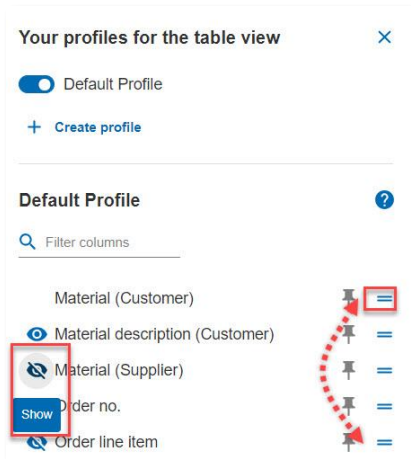 Your profiles for the table view
Default Profile
Create profile
Default Profile
Filter columns
Material (Customer)
Material description (Customer)
Material (Supplier)
Show
Order no.
Order line item